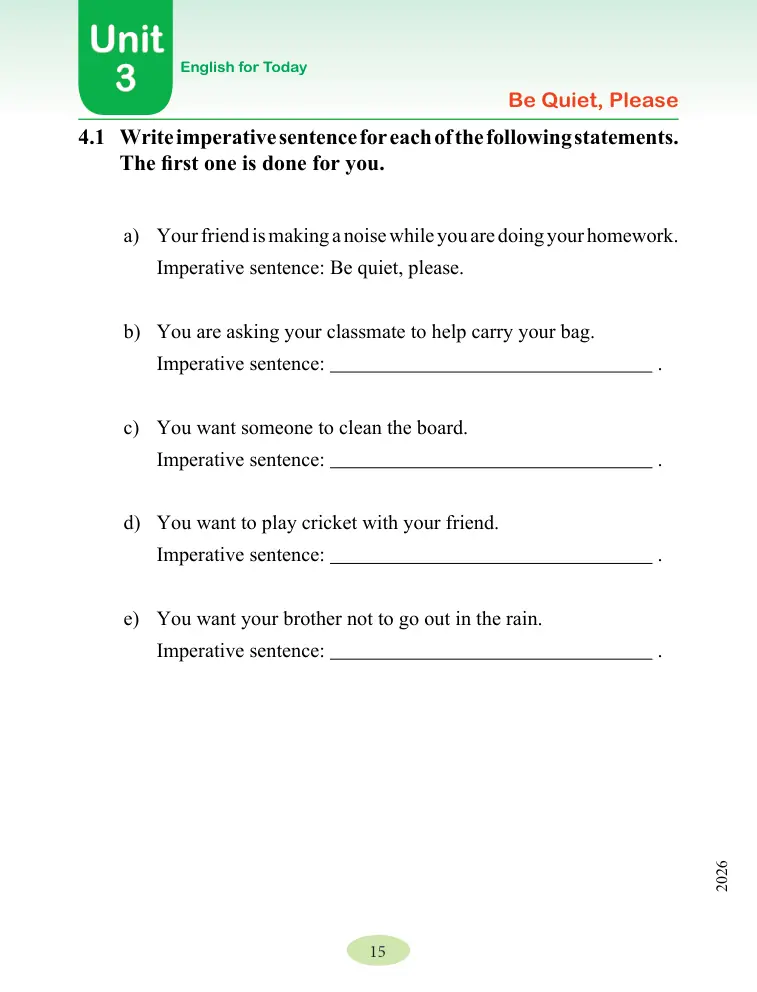 Unit
3
English for Today
Be Quiet, Please
4.1 Write imperative sentence for each of the following statements.
The first one is done for you.
a) Your friend is making a noise while you are doing your homework.
Imperative sentence: Be quiet, please.
b) You are asking your classmate to help carry your bag.
Imperative sentence: ________________________________ .
c) You want someone to clean the board.
Imperative sentence: ________________________________ .
d) You want to play cricket with your friend.
Imperative sentence: ________________________________ .
e) You want your brother not to go out in the rain.
Imperative sentence: ________________________________ .
2026
15